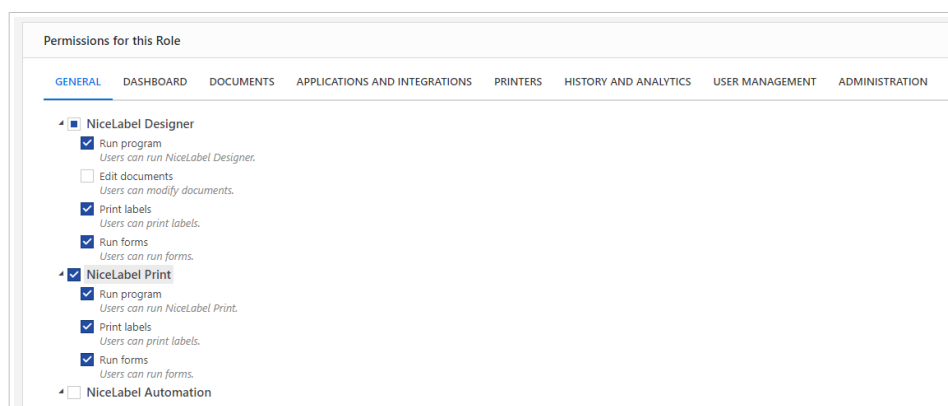 Permissions for this Role
GENERAL DASHBOARD DOCUMENTS APPLICATIONS AND INTEGRATIONS PRINTERS HISTORY AND ANALYTICS USER MANAGEMENT ADMINISTRATION
NiceLabel Designer
Run program
Users can run NiceLabel Designer.
Edit documents
Users can modify documents.
Print labels
Users can print labels.
Run forms
Users can run forms.
NiceLabel Print
Run program
Users can run NiceLabel Print.
Print labels
Users can print labels.
Run forms
Users can run forms.
NiceLabel Automation